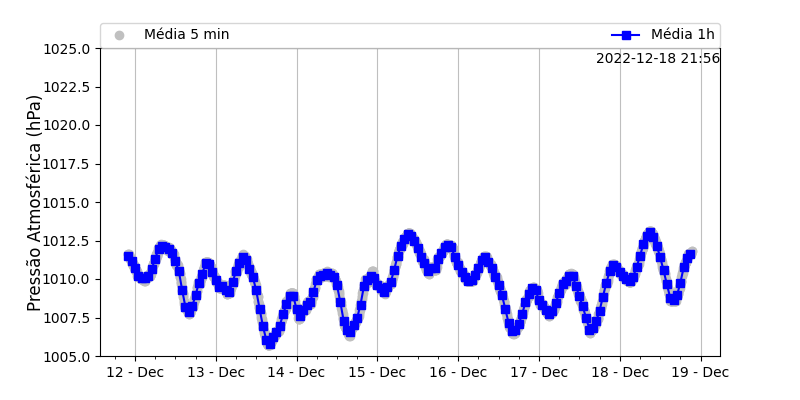 Média 5 min
Média 1h
2022-12-18 21:56
Pressão Atmosférica (hPa)
1025.0
1022.5
1020.0
1017.5
1015.0
1012.5
1010.0
1007.5
1005.0
12 - Dec
13 - Dec
14 - Dec
15 - Dec
16 - Dec
17 - Dec
18 - Dec
19 - Dec